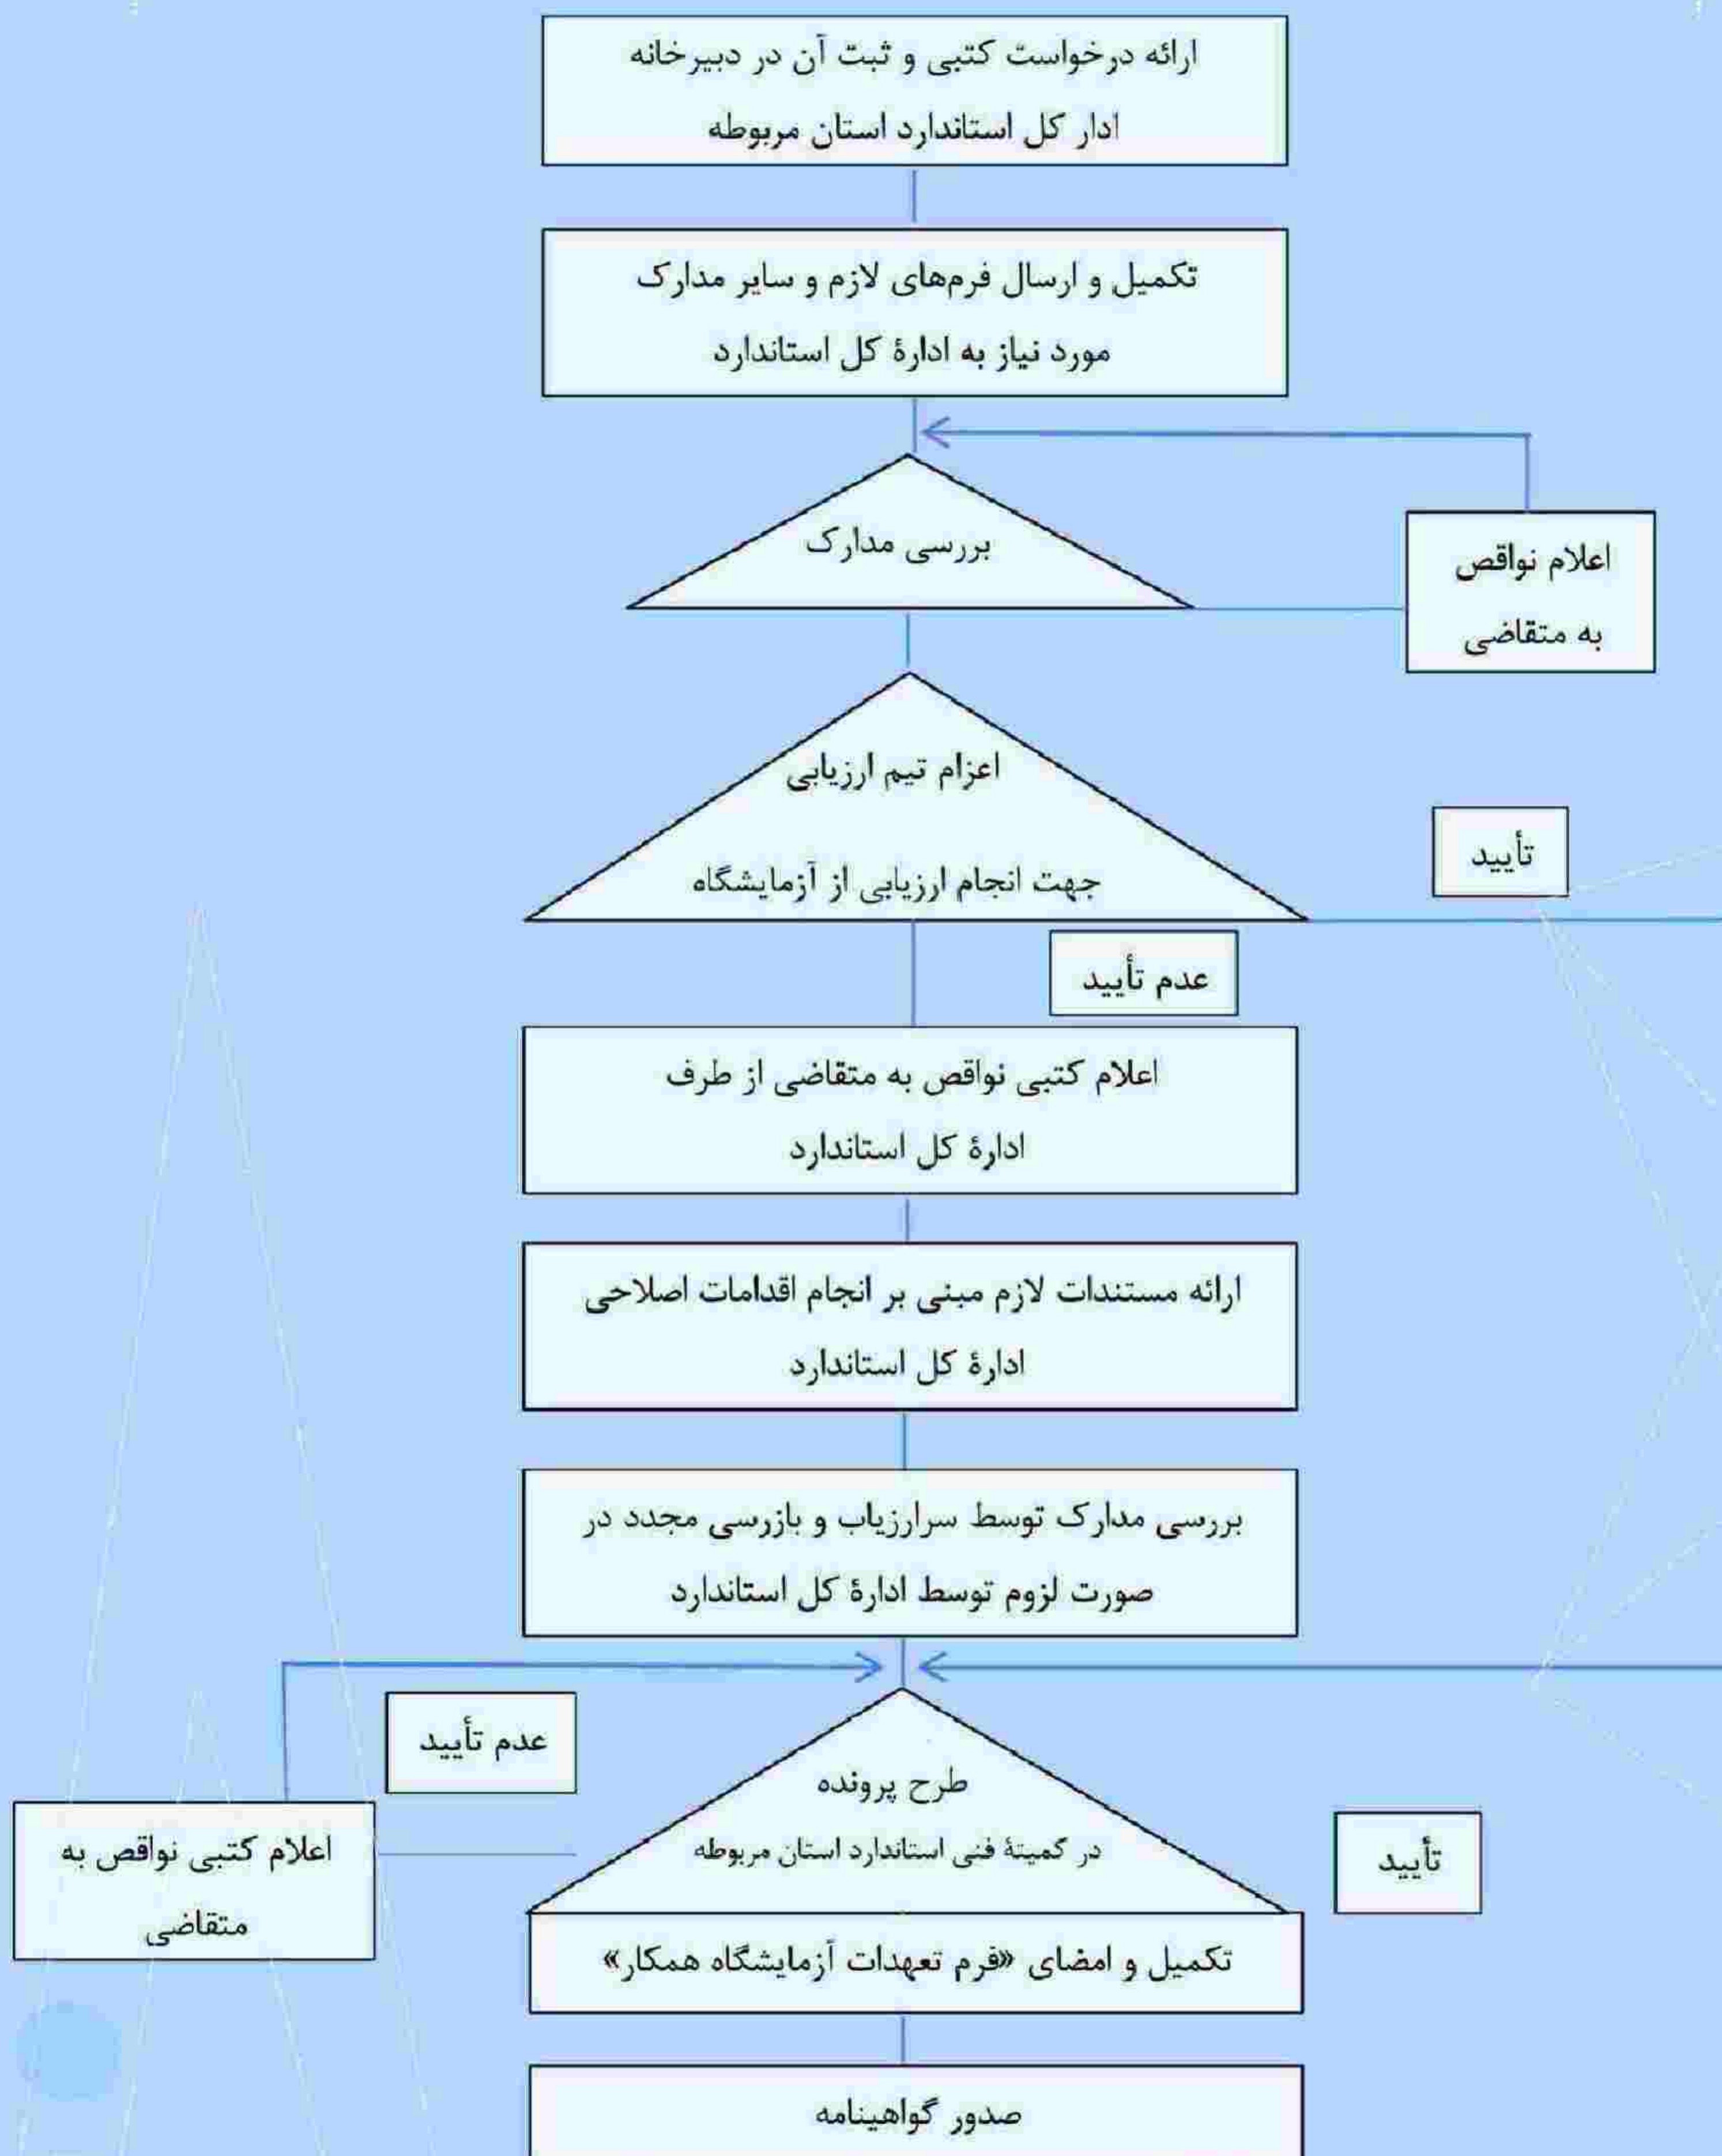 ارائه درخواست کتبی و ثبت آن در دبیرخانه
ادار کل استاندارد استان مربوطه
تکمیل و ارسال فرم‌های لازم و سایر مدارک
مورد نیاز به ادارۀ کل استاندارد
بررسی مدارک
اعلام نواقص
به متقاضی
اعزام تیم ارزیابی
جهت انجام ارزیابی از آزمایشگاه
تأیید
عدم تأیید
اعلام کتبی نواقص به متقاضی از طرف
ادارۀ کل استاندارد
ارائه مستندات لازم مبنی بر انجام اقدامات اصلاحی
ادارۀ کل استاندارد
بررسی مدارک توسط سرارزیاب و بازرسی مجدد در
صورت لزوم توسط ادارۀ کل استاندارد
عدم تأیید
طرح پرونده
در کمیتۀ فنی استاندارد استان مربوطه
تأیید
اعلام کتبی نواقص به
متقاضی
تکمیل و امضای «فرم تعهدات آزمایشگاه همکار»
صدور گواهینامه